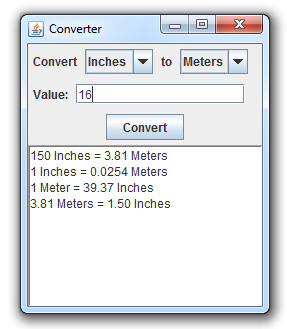 Converter
Convert Inches to Meters
Value: 16
Convert
150 Inches = 3.81 Meters
1 Inches = 0.0254 Meters
1 Meter = 39.37 Inches
3.81 Meters = 1.50 Inches